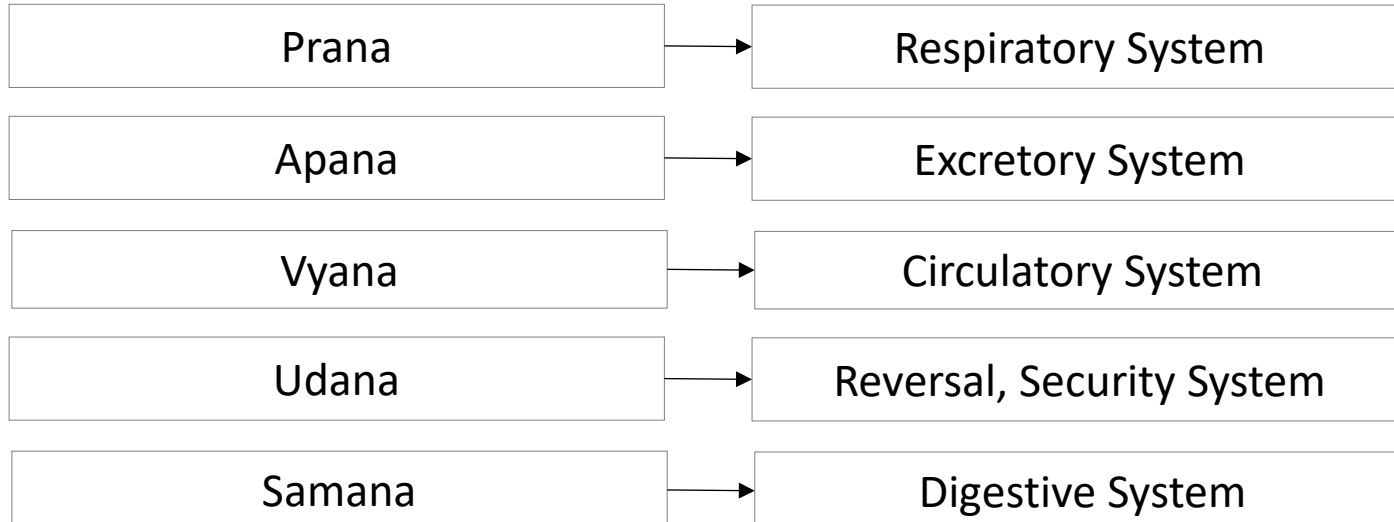 Prana
Respiratory System
Apana
Excretory System
Vyana
Circulatory System
Udana
Reversal, Security System
Samana
Digestive System